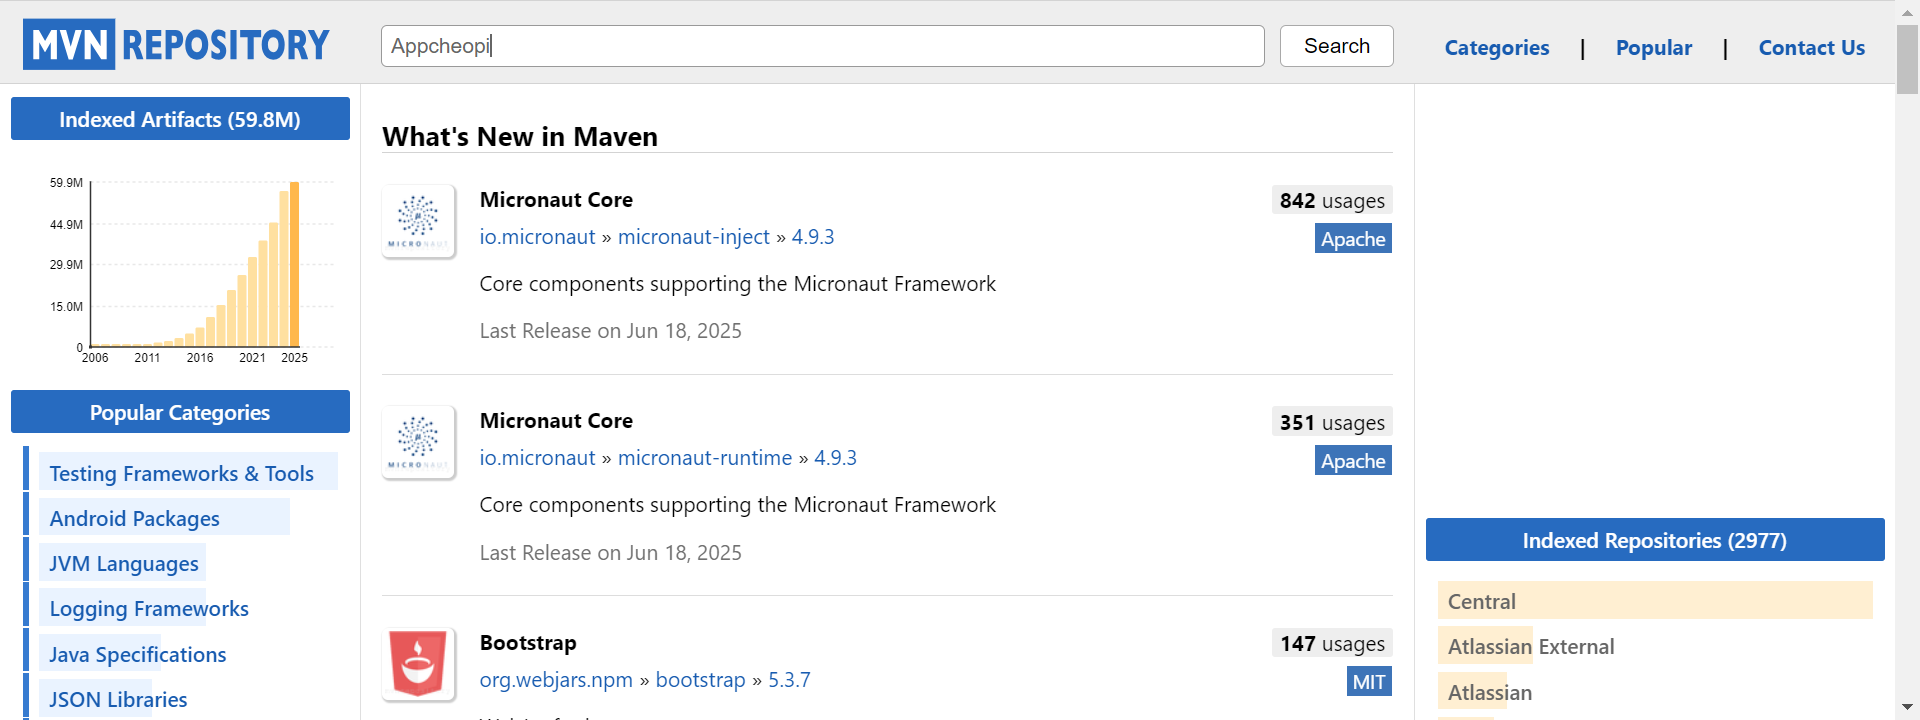 MVN REPOSITORY
Appcheopi
Search
Categories | Popular | Contact Us
Indexed Artifacts (59.8M)
59.9M
44.9M
29.9M
15.0M
0
2006 2011 2016 2021 2025
Popular Categories
Testing Frameworks & Tools
Android Packages
JVM Languages
Logging Frameworks
Java Specifications
JSON Libraries
What's New in Maven
MICRONAUT
Micronaut Core
842 usages
io.micronaut » micronaut-inject » 4.9.3
Apache
Core components supporting the Micronaut Framework
Last Release on Jun 18, 2025
MICRONAUT
Micronaut Core
351 usages
io.micronaut » micronaut-runtime » 4.9.3
Apache
Core components supporting the Micronaut Framework
Last Release on Jun 18, 2025
Bootstrap
147 usages
org.webjars.npm » bootstrap » 5.3.7
MIT
Indexed Repositories (2977)
Central
Atlassian External
Atlassian